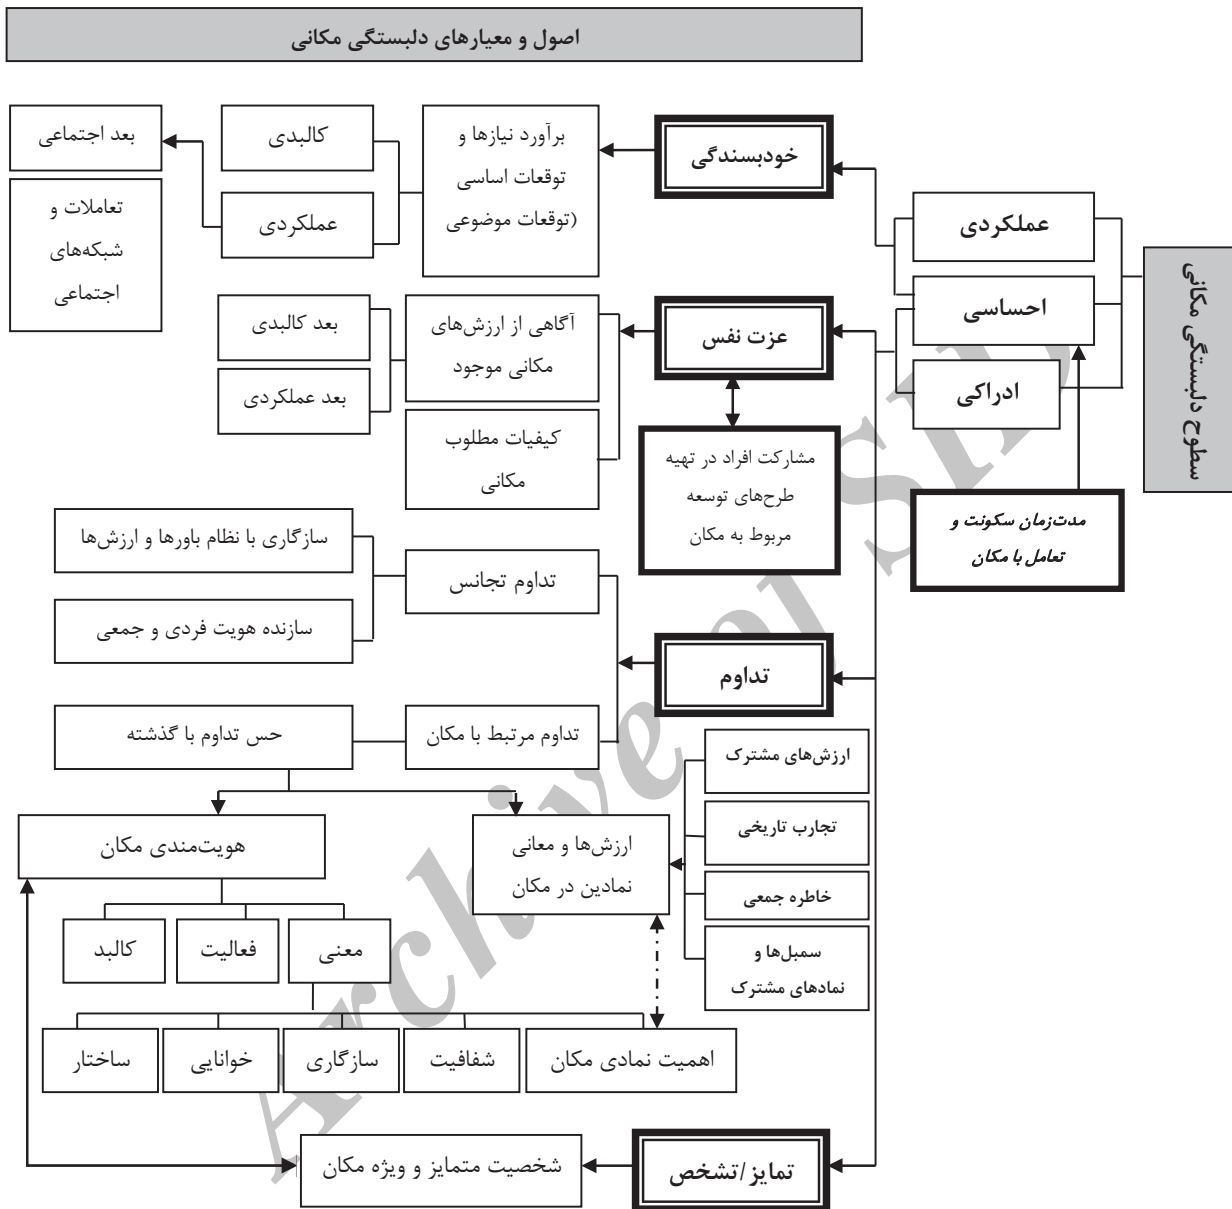 اصول و معیارهای دلبستگی مکانی
سطوح دلبستگی مکانی
عملکردی
احساسی
ادراکی
مدت‌زمان سکونت و
تعامل با مکان
خودبسندگی
برآورد نیازها و
توقعات اساسی
(توقعات موضوعی
کالبدی
عملکردی
بعد اجتماعی
تعاملات و
شبکه‌های
اجتماعی
عزت نفس
آگاهی از ارزش‌های
مکانی موجود
بعد کالبدی
بعد عملکردی
کیفیات مطلوب
مکانی
مشارکت افراد در تهیه
طرح‌های توسعه
مربوط به مکان
تداوم
تداوم تجانس
سازگاری با نظام باورها و ارزش‌ها
سازنده هویت فردی و جمعی
تداوم مرتبط با مکان
حس تداوم با گذشته
ارزش‌های مشترک
تجارب تاریخی
خاطره جمعی
سمبل‌ها و
نمادهای مشترک
ارزش‌ها و معانی
نمادین در مکان
هویت‌مندی مکان
معنی
فعالیت
کالبد
اهمیت نمادی مکان
شفافیت
سازگاری
خوانایی
ساختار
تمایز/تشخص
شخصیت متمایز و ویژه مکان
Archive of SID